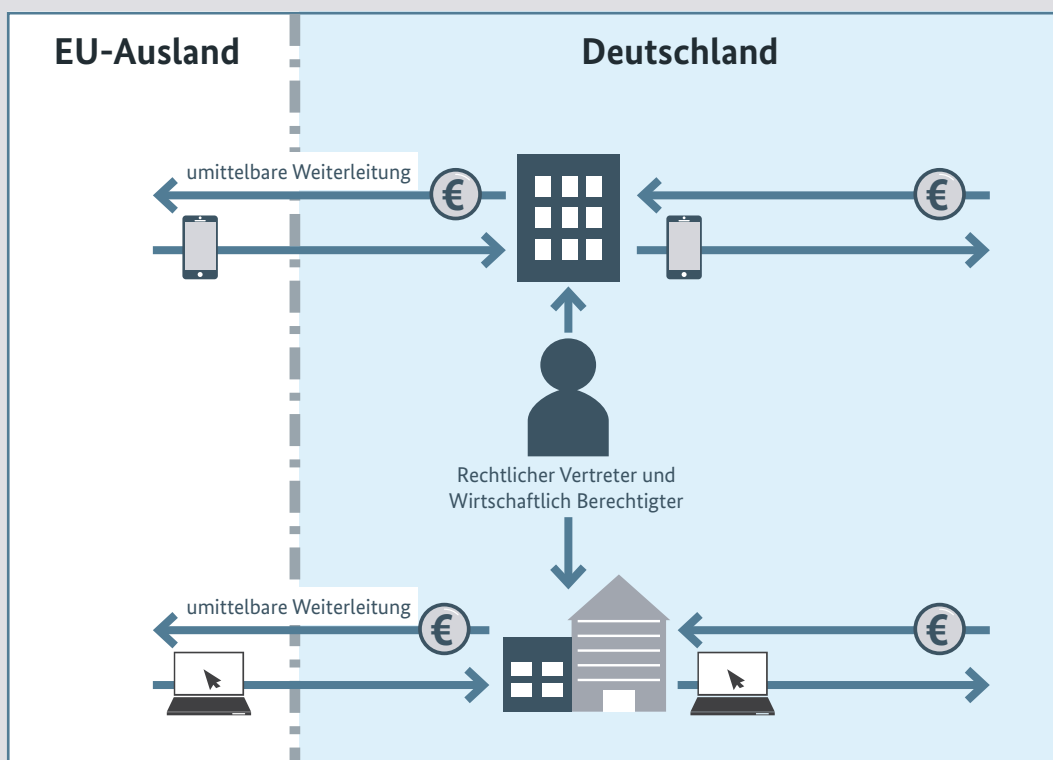 EU-Ausland
Deutschland
umittelbare Weiterleitung
€
€
Rechtlicher Vertreter und
Wirtschaftlich Berechtigter
umittelbare Weiterleitung
€
€